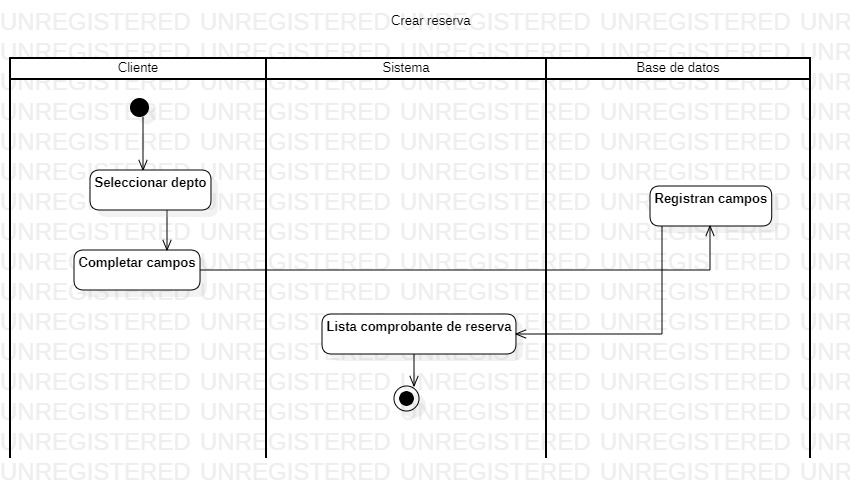 UNREGISTERED UNREGISTERED UNREGISTERED UNREGISTERED UNR
Crear reserva
Cliente
Sistema
Base de datos
Seleccionar depto
Registran campos
Completar campos
Lista comprobante de reserva